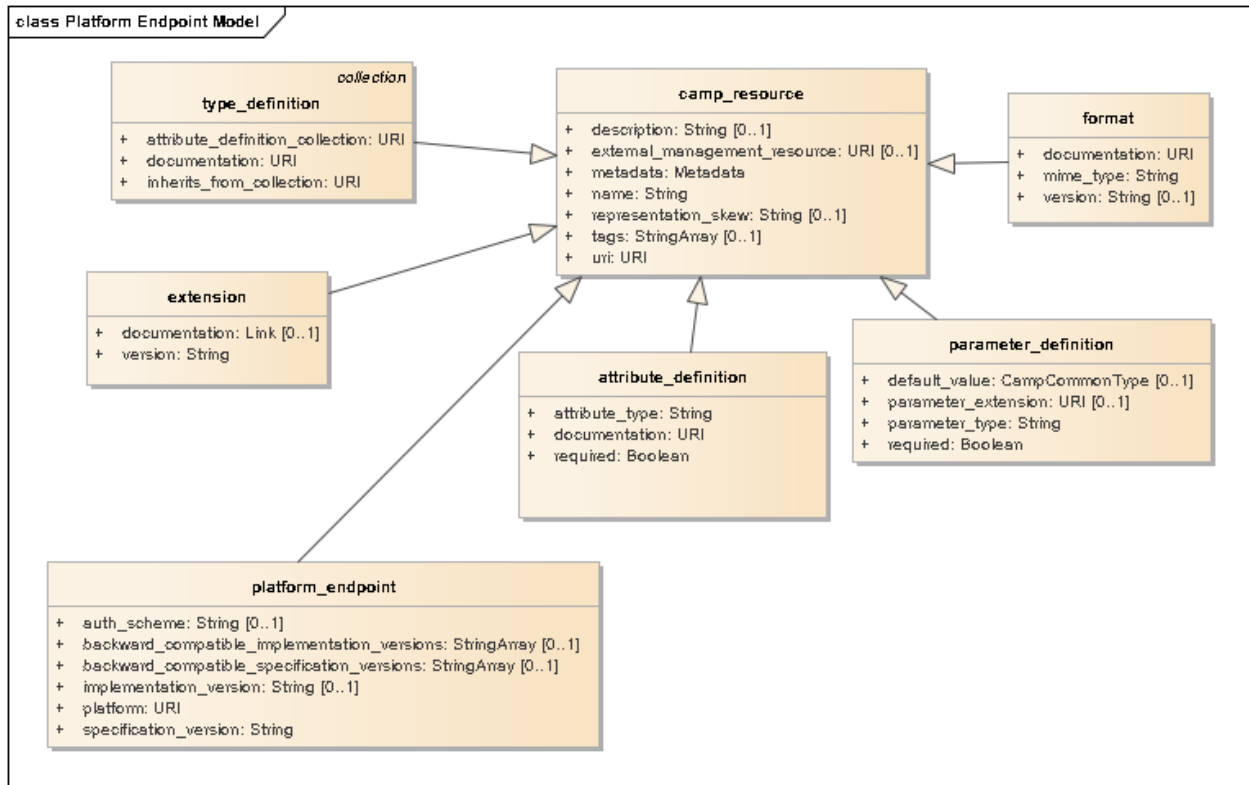 class Platform Endpoint Model
collection
type_definition
+ attribute_definition_collection: URI
+ documentation: URI
+ inherits_from_collection: URI
camp_resource
+ description: String [0..1]
+ external_management_resource: URI [0..1]
+ metadata: Metadata
+ name: String
+ representation_skew: String [0..1]
+ tags: StringArray [0..1]
+ uri: URI
format
+ documentation: URI
+ mime_type: String
+ version: String [0..1]
extension
+ documentation: Link [0..1]
+ version: String
attribute_definition
+ attribute_type: String
+ documentation: URI
+ required: Boolean
parameter_definition
+ default_value: CampCommonType [0..1]
+ parameter_extension: URI [0..1]
+ parameter_type: String
+ required: Boolean
platform_endpoint
+ auth_scheme: String [0..1]
+ backward_compatible_implementation_versions: StringArray [0..1]
+ backward_compatible_specification_versions: StringArray [0..1]
+ implementation_version: String [0..1]
+ platform: URI
+ specification_version: String